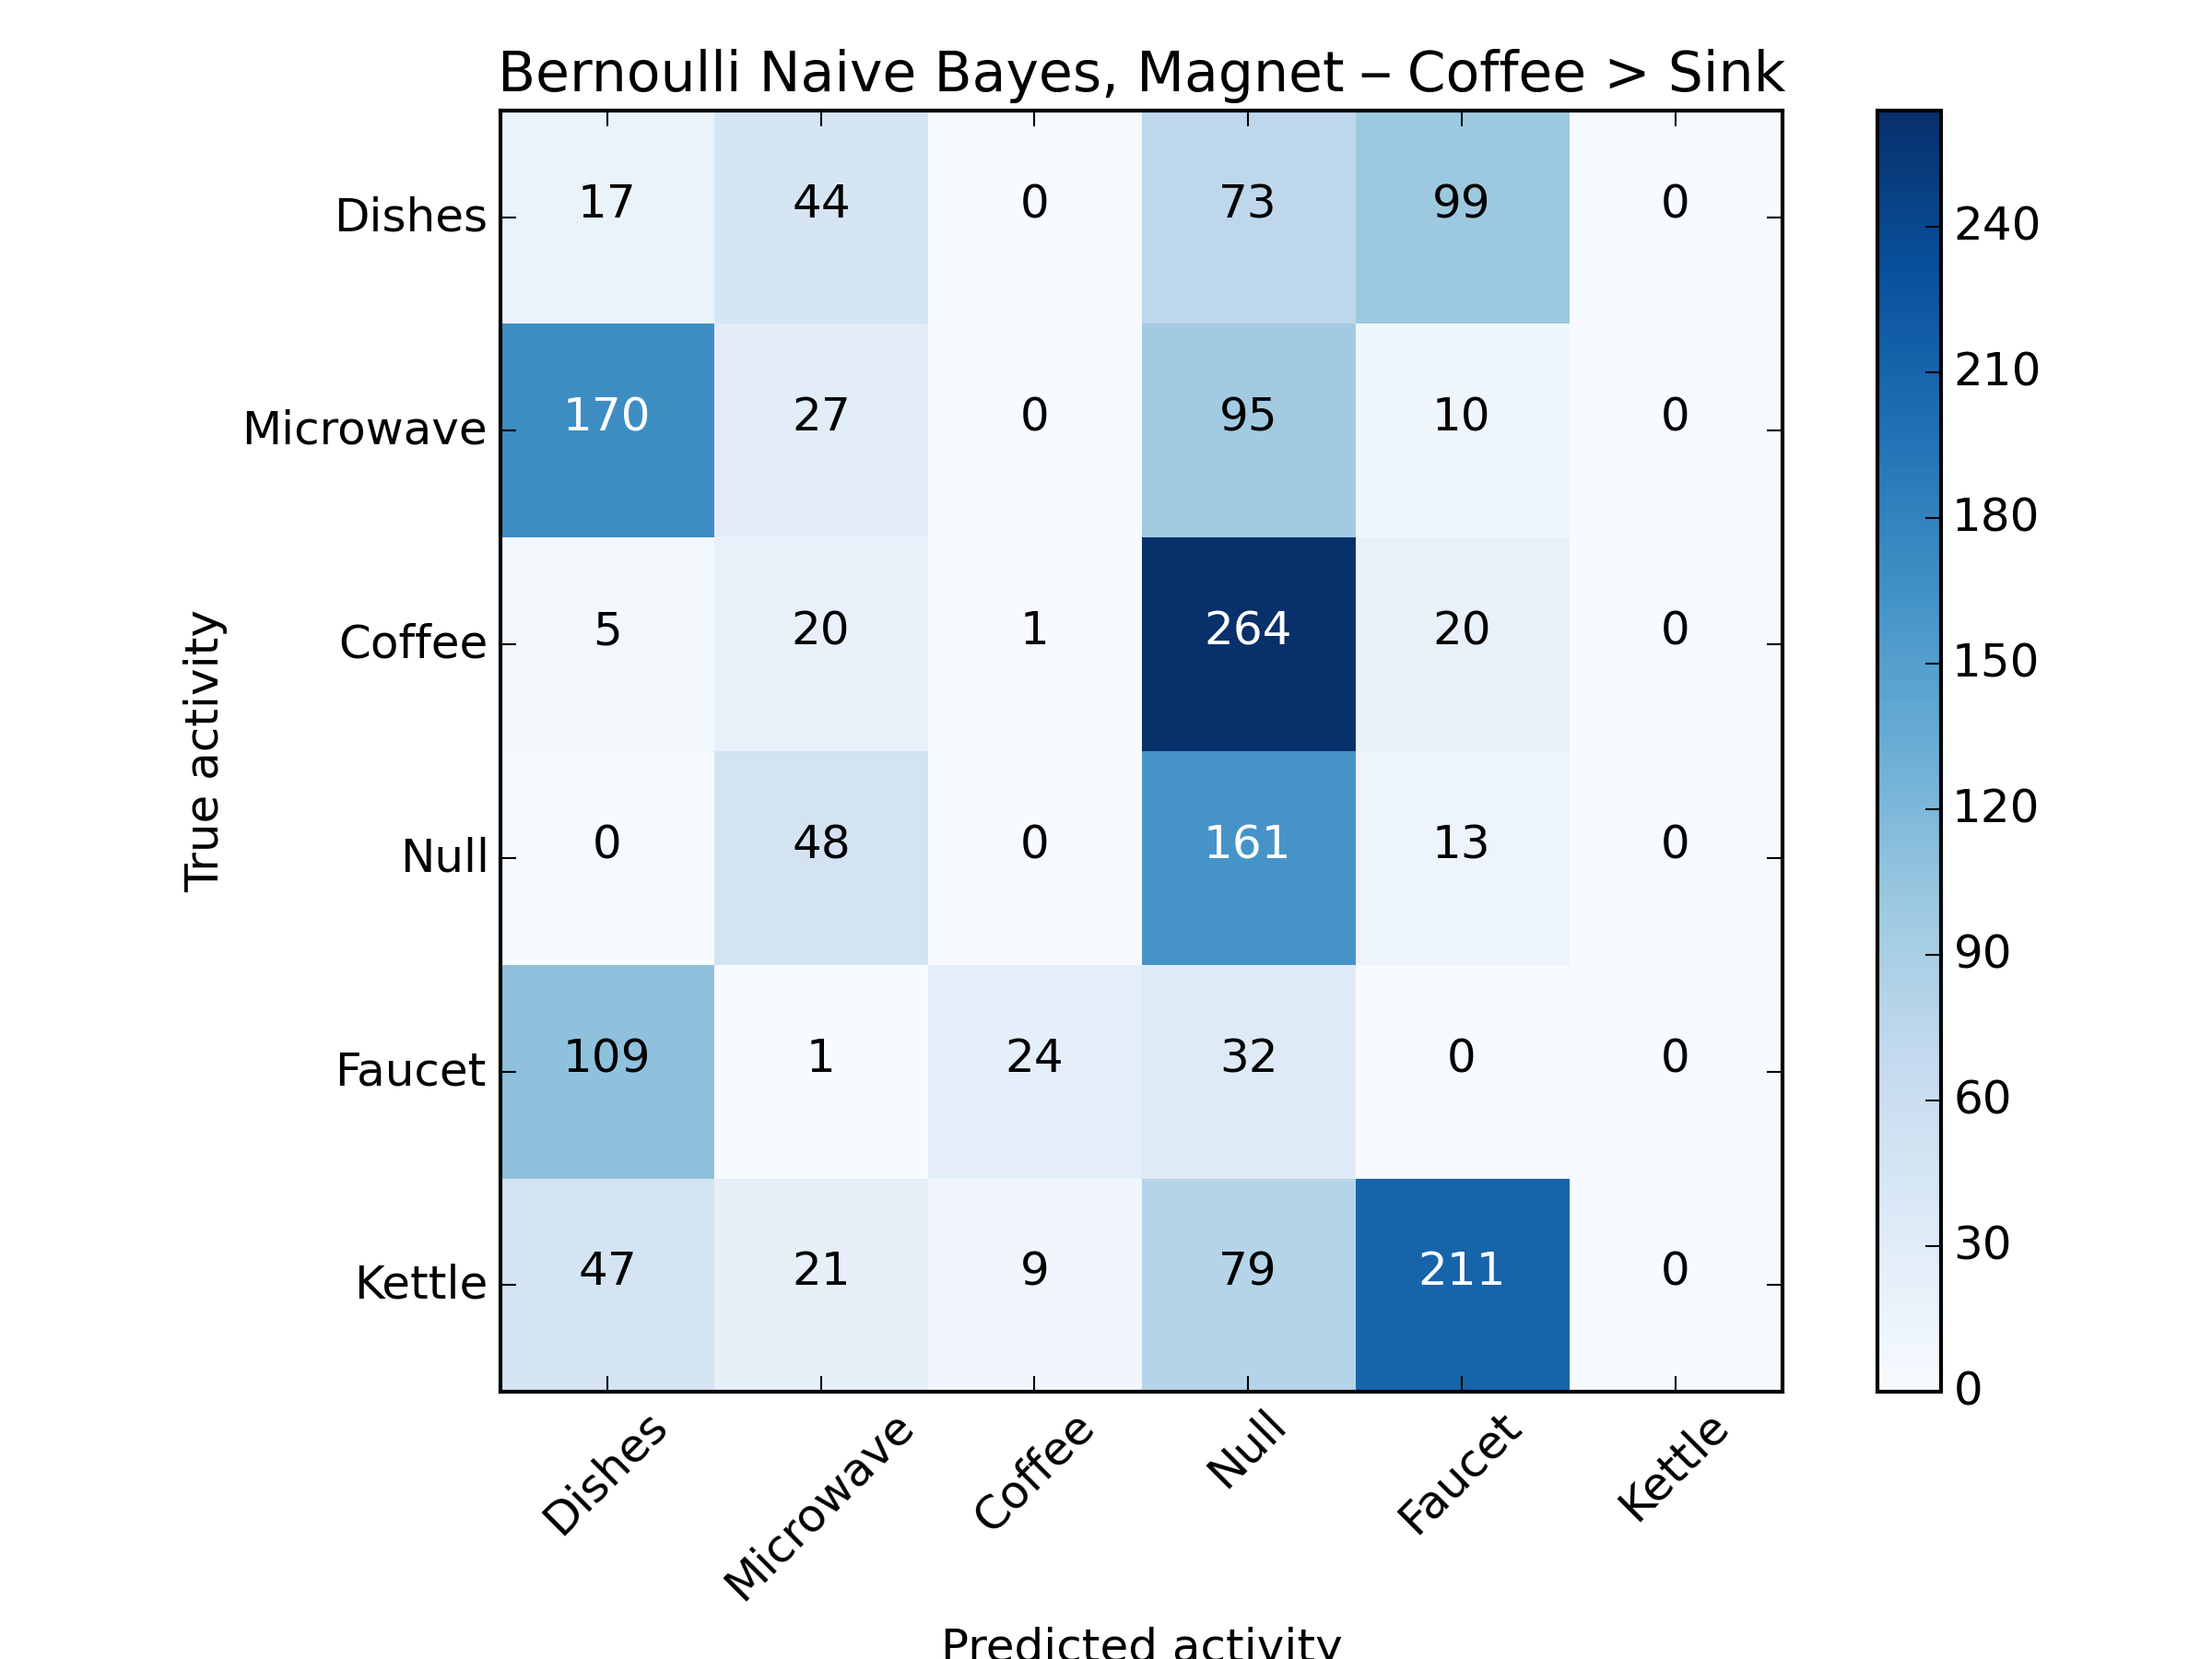 Bernoulli Naive Bayes, Magnet – Coffee > Sink
Dishes 17 44 0 73 99 0
Microwave 170 27 0 95 10 0
Coffee 5 20 1 264 20 0
Null 0 48 0 161 13 0
Faucet 109 1 24 32 0 0
Kettle 47 21 9 79 211 0
True activity
Dishes Microwave Coffee Null Faucet Kettle
Predicted activity
240
210
180
150
120
90
60
30
0